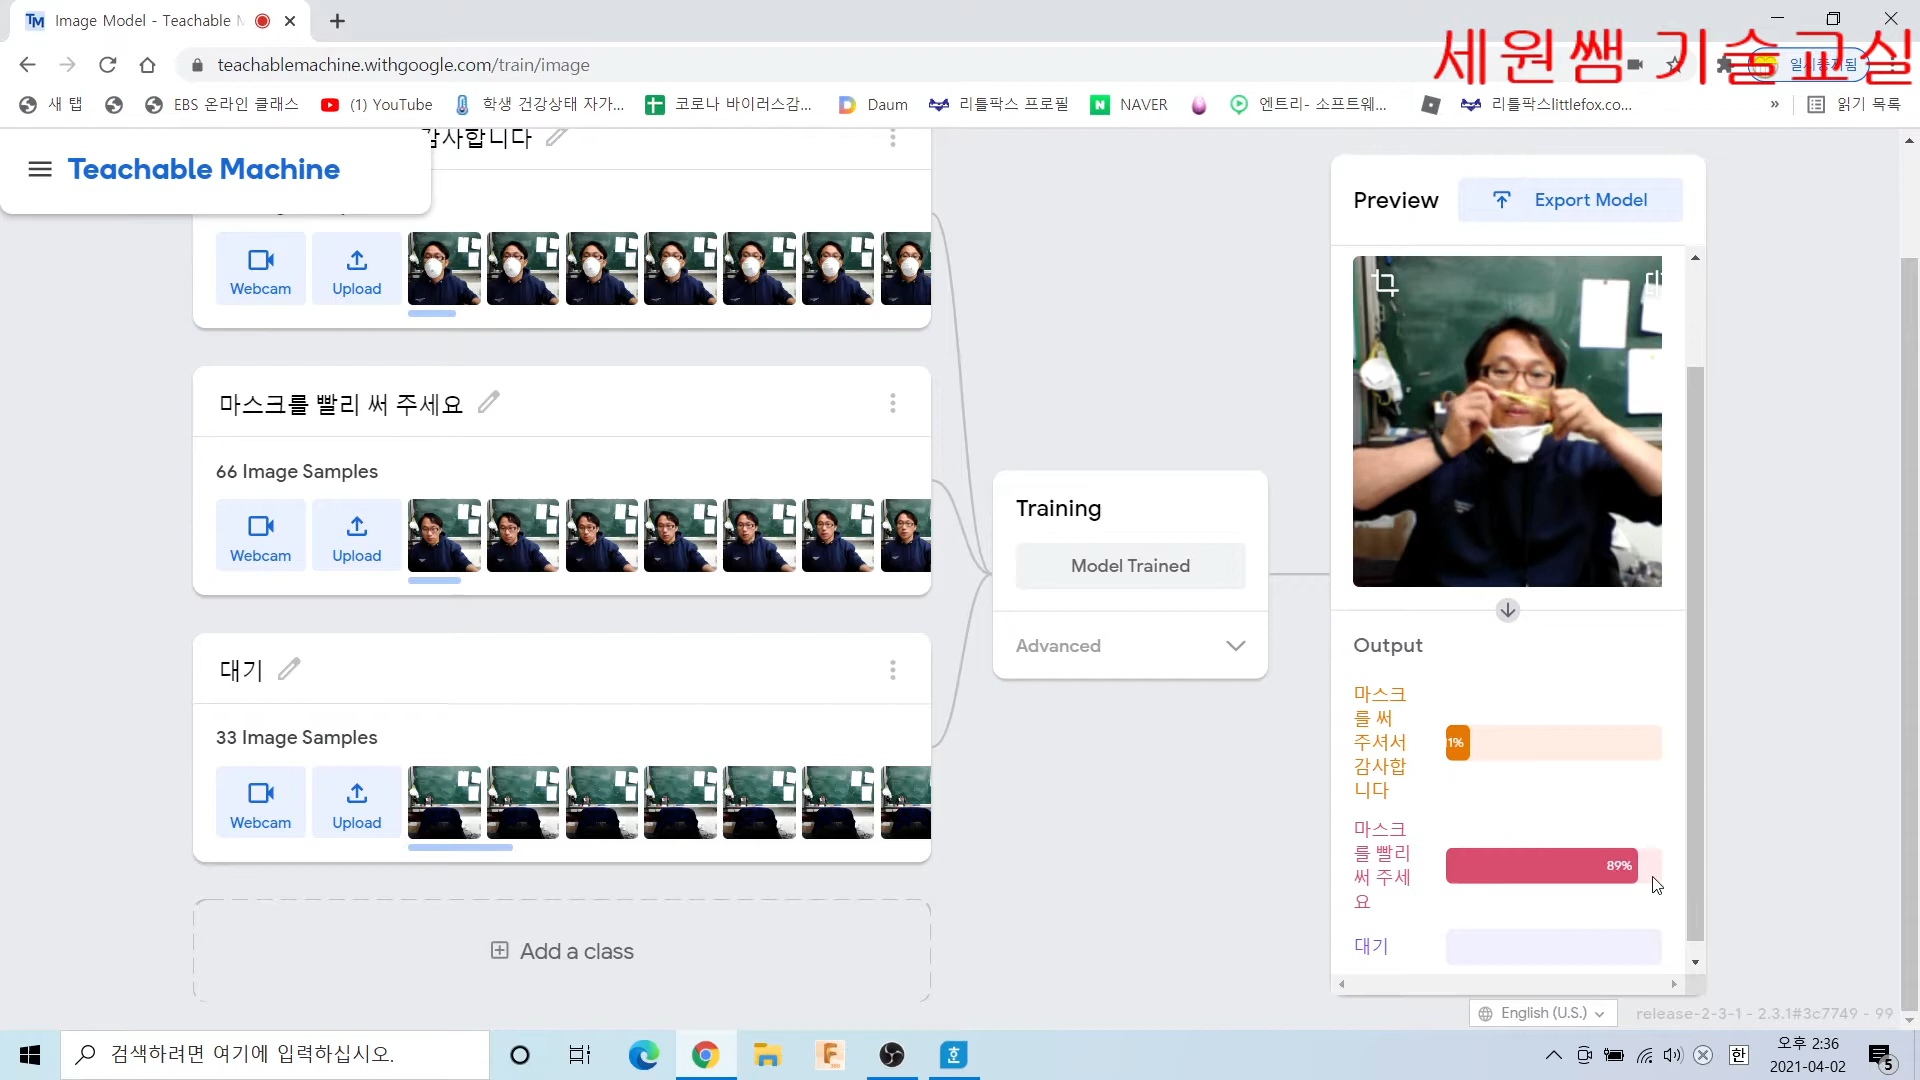 Image Model - Teachable M
teachablemachine.withgoogle.com/train/image
세원쌤 기술교실
새 탭
EBS 온라인 클래스
(1) YouTube
학생 건강상태 자가...
코로나 바이러스감...
Daum
리틀팍스 프로필
NAVER
엔트리- 소프트웨...
리틀팍스littlefox.co...
»
읽기 목록
감사합니다
Teachable Machine
Webcam
Upload
마스크를 빨리 써 주세요
66 Image Samples
Webcam
Upload
대기
33 Image Samples
Webcam
Upload
Add a class
Training
Model Trained
Advanced
Preview
Export Model
Output
마스크
를 써
주셔서
감사합
니다
1%
마스크
를 빨리
써 주세
요
89%
대기
English (U.S.)
release-2-3-1 - 2.3.1#3c7749 - 99
검색하려면 여기에 입력하십시오.
한
오후 2:36
2021-04-02
5